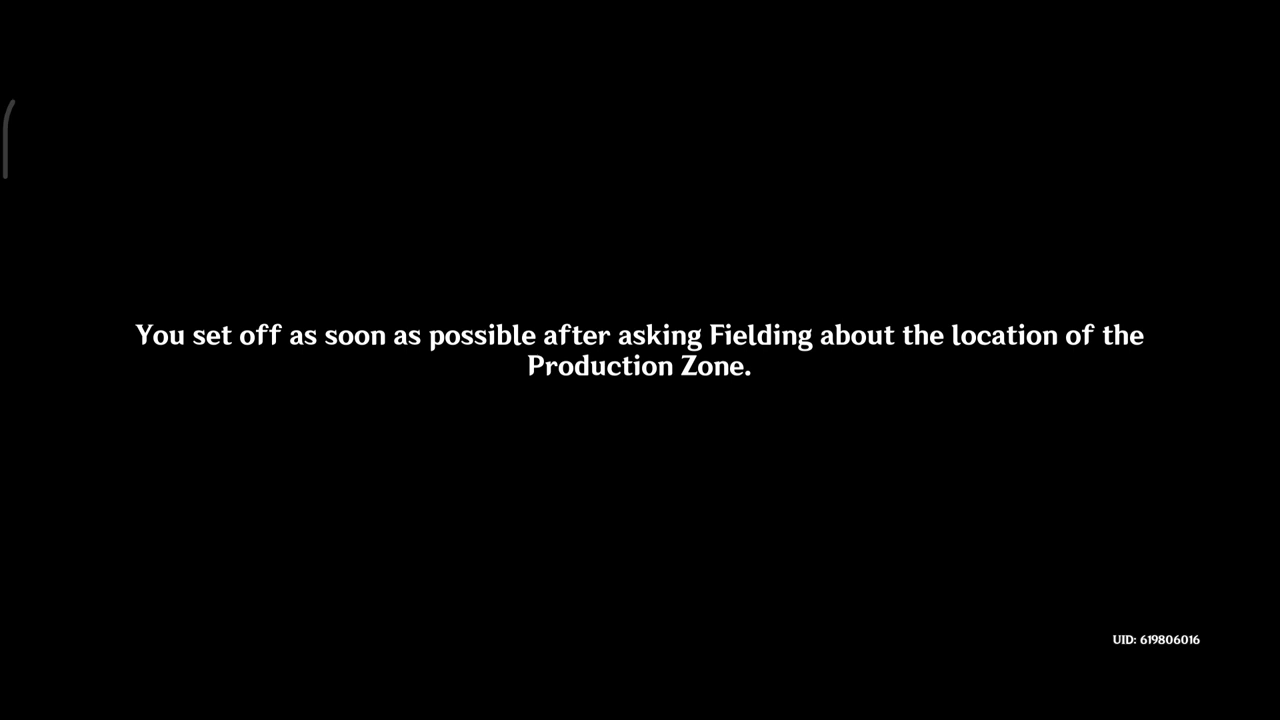 You set off as soon as possible after asking Fielding about the location of the
Production Zone.
UID: 619806016